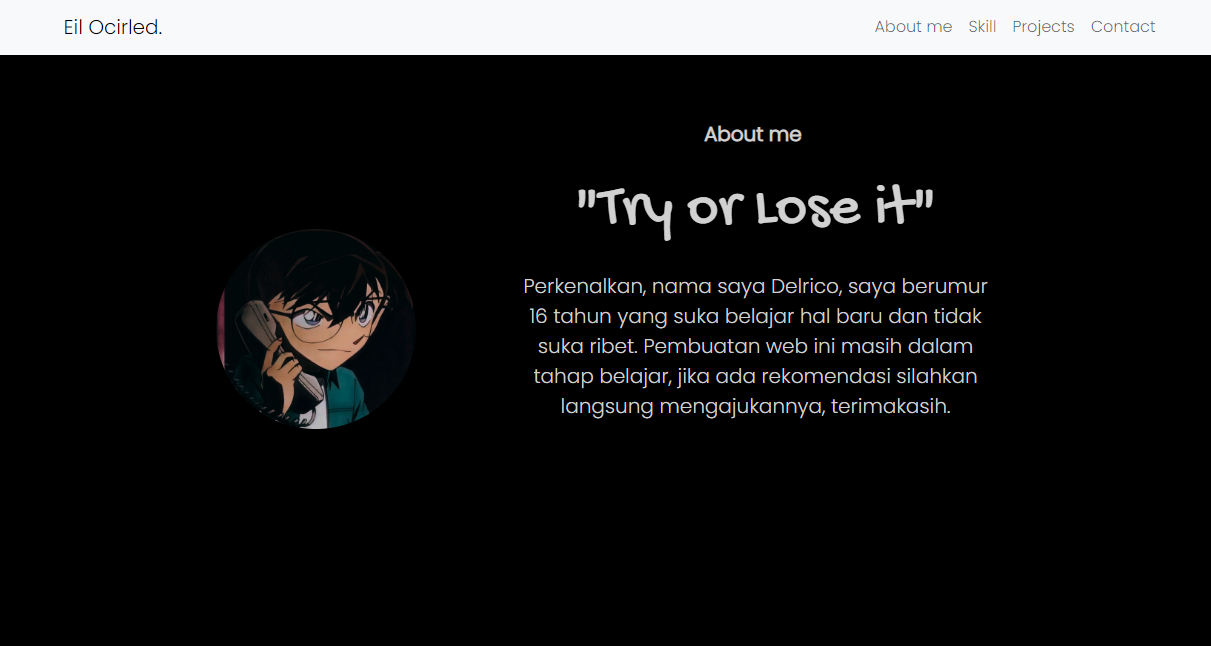 Eil Ocirled.
About me Skill Projects Contact
About me
"Try or Lose it"
Perkenalkan, nama saya Delrico, saya berumur
16 tahun yang suka belajar hal baru dan tidak
suka ribet. Pembuatan web ini masih dalam
tahap belajar, jika ada rekomendasi silahkan
langsung mengajukannya, terimakasih.